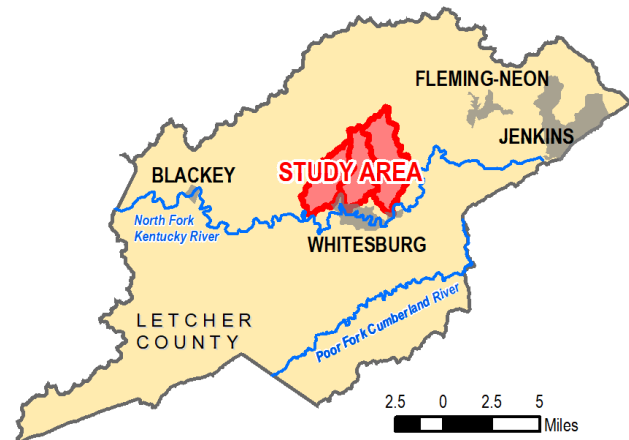 FLEMING-NEON
JENKINS
STUDY AREA
BLACKEY
North Fork
Kentucky River
WHITESBURG
Poor Fork Cumberland River
LETCHER
COUNTY
2.5 0 2.5 5
Miles